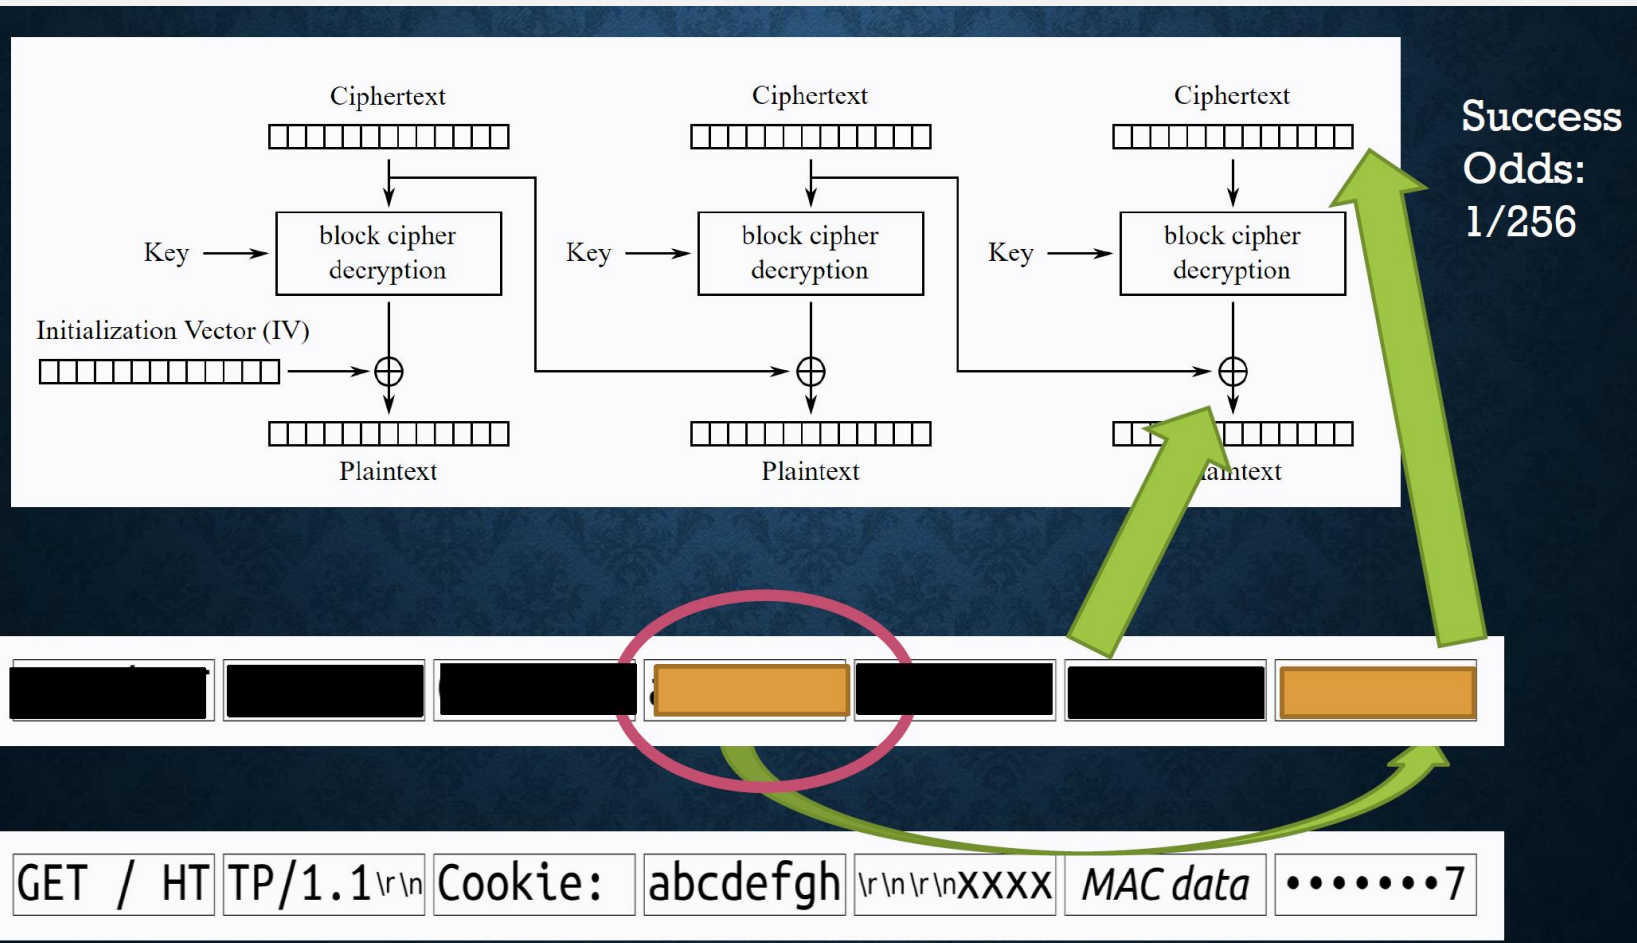 Ciphertext Ciphertext Ciphertext
Success
Odds:
1/256
block cipher
decryption
block cipher
decryption
block cipher
decryption
Key Key Key
Initialization Vector (IV)
Plaintext Plaintext
GET / HT TP/1.1\r\n Cookie: abcdefgh \r\n\r\nXXXX MAC data •••••••7